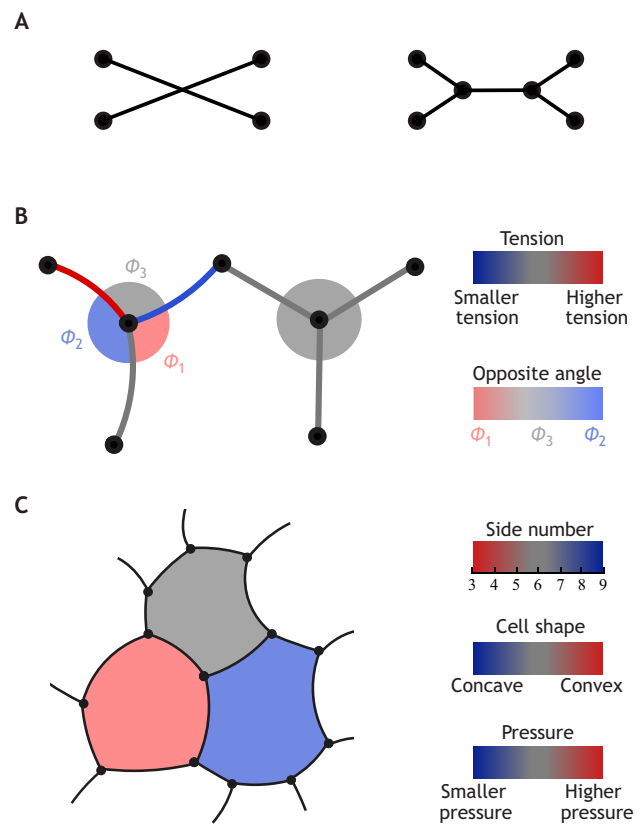 A
B
Φ3
Φ2
Φ1
Tension
Smaller tension
Higher tension
Opposite angle
Φ1
Φ3
Φ2
C
Side number
3 4 5 6 7 8 9
Cell shape
Concave
Convex
Pressure
Smaller pressure
Higher pressure